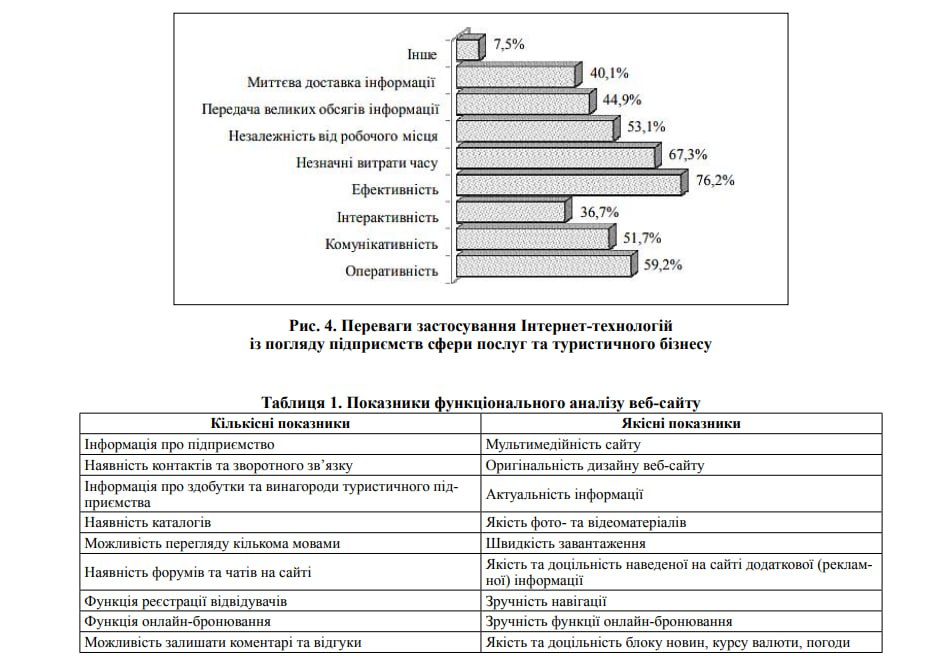 Інше 7,5%
Миттєва доставка інформації 40,1%
Передача великих обсягів інформації 44,9%
Незалежність від робочого місця 53,1%
Незначні витрати часу 67,3%
Ефективність 76,2%
Інтерактивність 36,7%
Комунікативність 51,7%
Оперативність 59,2%
Рис. 4. Переваги застосування Інтернет-технологій
із погляду підприємств сфери послуг та туристичного бізнесу
Таблиця 1. Показники функціонального аналізу веб-сайту
Кількісні показники Якісні показники
Інформація про підприємство Мультимедійність сайту
Наявність контактів та зворотного зв’язку Оригінальність дизайну веб-сайту
Інформація про здобутки та винагороди туристичного під-
приємства Актуальність інформації
Наявність каталогів Якість фото- та відеоматеріалів
Можливість перегляду кількома мовами Швидкість завантаження
Наявність форумів та чатів на сайті Якість та доцільність наведеної на сайті додаткової (реклам-
ної) інформації
Функція реєстрації відвідувачів Зручність навігації
Функція онлайн-бронювання Зручність функції онлайн-бронювання
Можливість залишати коментарі та відгуки Якість та доцільність блоку новин, курсу валюти, погоди